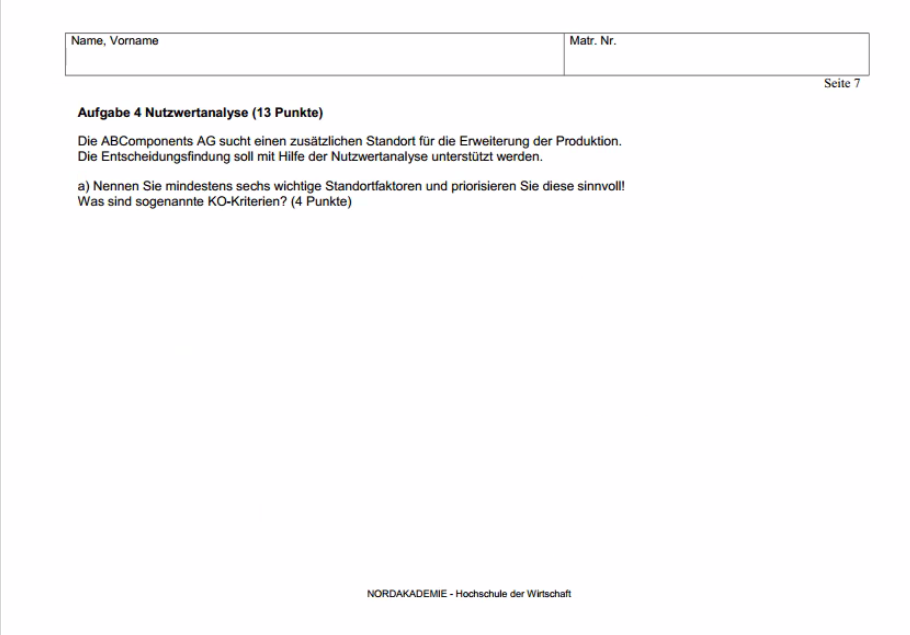 Name, Vorname
Matr. Nr.
Seite 7
Aufgabe 4 Nutzwertanalyse (13 Punkte)
Die ABComponents AG sucht einen zusätzlichen Standort für die Erweiterung der Produktion.
Die Entscheidungsfindung soll mit Hilfe der Nutzwertanalyse unterstützt werden.
a) Nennen Sie mindestens sechs wichtige Standortfaktoren und priorisieren Sie diese sinnvoll!
Was sind sogenannte KO-Kriterien? (4 Punkte)
NORDAKADEMIE - Hochschule der Wirtschaft